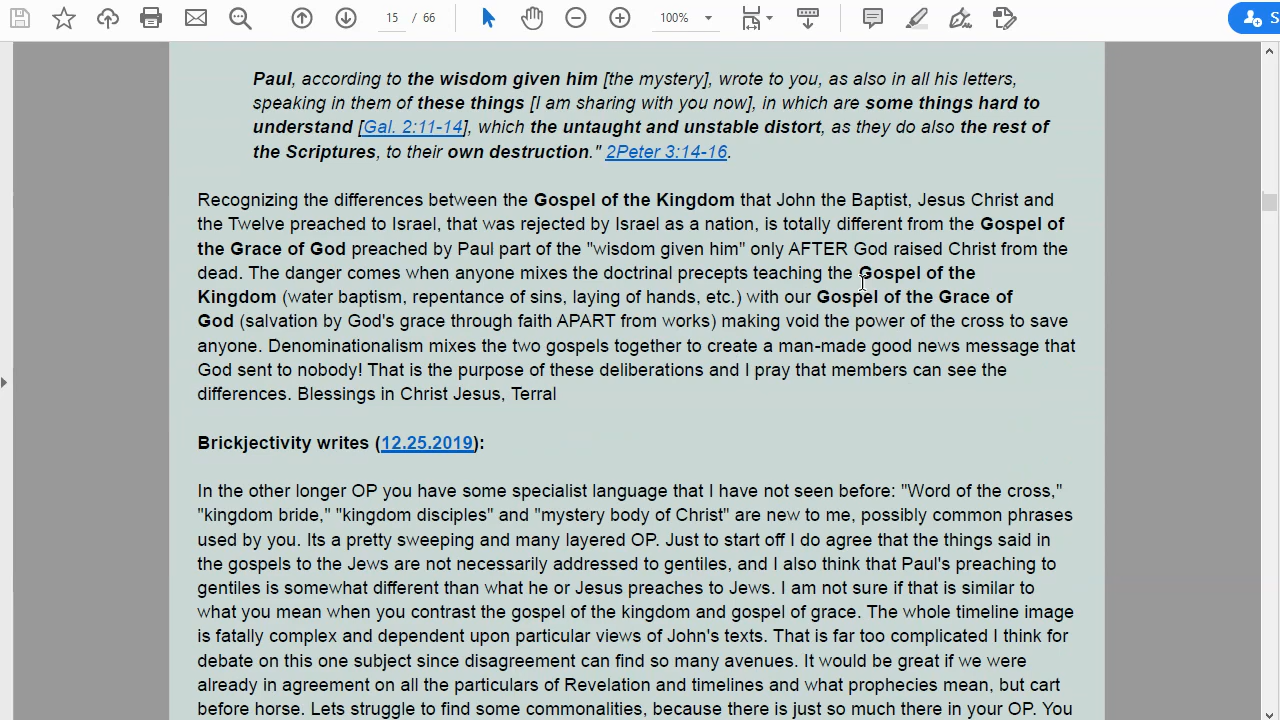 15 / 66
100%
S
Paul, according to the wisdom given him [the mystery], wrote to you, as also in all his letters,
speaking in them of these things [I am sharing with you now], in which are some things hard to
understand [Gal. 2:11-14], which the untaught and unstable distort, as they do also the rest of
the Scriptures, to their own destruction." 2Peter 3:14-16.
Recognizing the differences between the Gospel of the Kingdom that John the Baptist, Jesus Christ and
the Twelve preached to Israel, that was rejected by Israel as a nation, is totally different from the Gospel of
the Grace of God preached by Paul part of the "wisdom given him" only AFTER God raised Christ from the
dead. The danger comes when anyone mixes the doctrinal precepts teaching the Gospel of the
Kingdom (water baptism, repentance of sins, laying of hands, etc.) with our Gospel of the Grace of
God (salvation by God's grace through faith APART from works) making void the power of the cross to save
anyone. Denominationalism mixes the two gospels together to create a man-made good news message that
God sent to nobody! That is the purpose of these deliberations and I pray that members can see the
differences. Blessings in Christ Jesus, Terral
Brickjectivity writes (12.25.2019):
In the other longer OP you have some specialist language that I have not seen before: "Word of the cross,"
"kingdom bride," "kingdom disciples" and "mystery body of Christ" are new to me, possibly common phrases
used by you. Its a pretty sweeping and many layered OP. Just to start off I do agree that the things said in
the gospels to the Jews are not necessarily addressed to gentiles, and I also think that Paul's preaching to
gentiles is somewhat different than what he or Jesus preaches to Jews. I am not sure if that is similar to
what you mean when you contrast the gospel of the kingdom and gospel of grace. The whole timeline image
is fatally complex and dependent upon particular views of John's texts. That is far too complicated I think for
debate on this one subject since disagreement can find so many avenues. It would be great if we were
already in agreement on all the particulars of Revelation and timelines and what prophecies mean, but cart
before horse. Lets struggle to find some commonalities, because there is just so much there in your OP. You